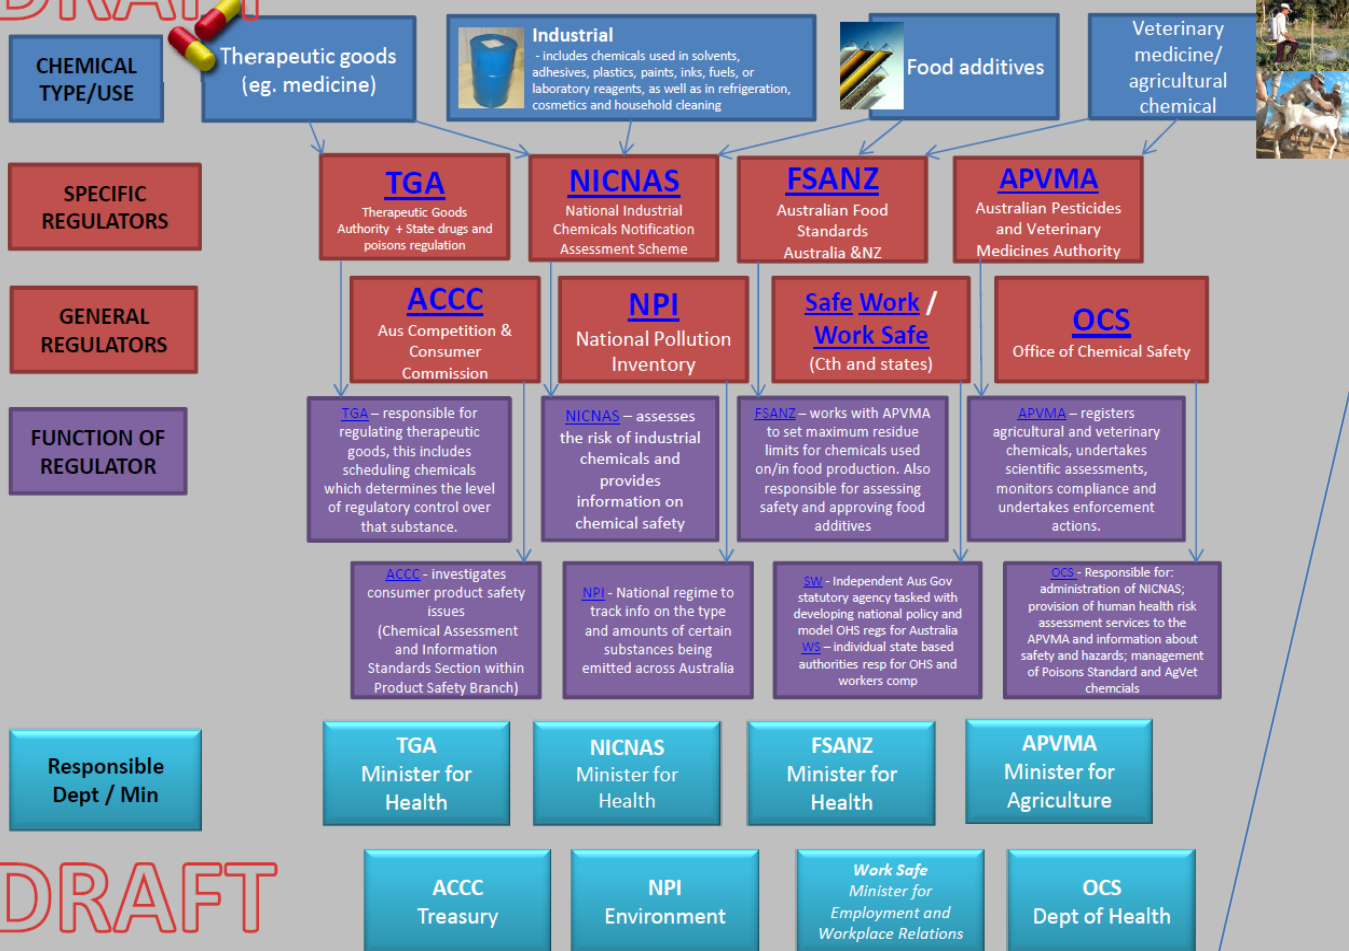 DRAFT
CHEMICAL
TYPE/USE
Therapeutic goods
(eg. medicine)
Industrial
- includes chemicals used in solvents,
adhesives, plastics, paints, inks, fuels, or
laboratory reagents, as well as in refrigeration,
cosmetics and household cleaning
Food additives
Veterinary
medicine/
agricultural
chemical
SPECIFIC
REGULATORS
TGA
Therapeutic Goods
Authority + State drugs and
poisons regulation
NICNAS
National Industrial
Chemicals Notification
Assessment Scheme
FSANZ
Australian Food
Standards
Australia &NZ
APVMA
Australian Pesticides
and Veterinary
Medicines Authority
GENERAL
REGULATORS
ACCC
Aus Competition &
Consumer
Commission
NPI
National Pollution
Inventory
Safe Work /
Work Safe
(Cth and states)
OCS
Office of Chemical Safety
FUNCTION OF
REGULATOR
TGA – responsible for
regulating therapeutic
goods, this includes
scheduling chemicals
which determines the level
of regulatory control over
that substance.
NICNAS – assesses
the risk of industrial
chemicals and
provides
information on
chemical safety
FSANZ – works with APVMA
to set maximum residue
limits for chemicals used
on/in food production. Also
responsible for assessing
safety and approving food
additives
APVMA – registers
agricultural and veterinary
chemicals, undertakes
scientific assessments,
monitors compliance and
undertakes enforcement
actions.
ACCC - investigates
consumer product safety
issues
(Chemical Assessment
and Information
Standards Section within
Product Safety Branch)
NPI - National regime to
track info on the type
and amounts of certain
substances being
emitted across Australia
SW - Independent Aus Gov
statutory agency tasked with
developing national policy and
model OHS regs for Australia
WS – individual state based
authorities resp for OHS and
workers comp
OCS - Responsible for:
administration of NICNAS;
provision of human health risk
assessment services to the
APVMA and information about
safety and hazards; management
of Poisons Standard and AgVet
chemcials
Responsible
Dept / Min
TGA
Minister for
Health
NICNAS
Minister for
Health
FSANZ
Minister for
Health
APVMA
Minister for
Agriculture
DRAFT
ACCC
Treasury
NPI
Environment
Work Safe
Minister for
Employment and
Workplace Relations
OCS
Dept of Health